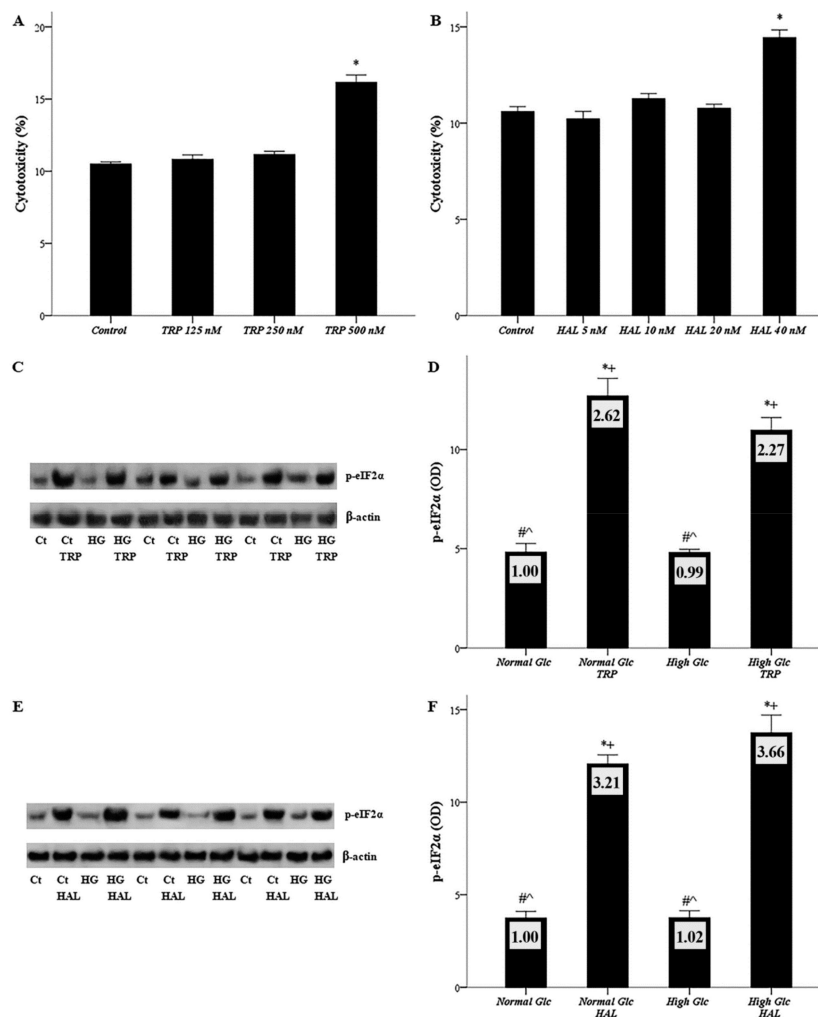 A
20
15
10
5
0
Cytotoxicity (%)
*
Control TRP 125 nM TRP 250 nM TRP 500 nM
B
15
10
5
0
Cytotoxicity (%)
*
Control HAL 5 nM HAL 10 nM HAL 20 nM HAL 40 nM
C
p-eIF2α
β-actin
Ct Ct HG HG Ct Ct HG HG Ct Ct HG HG
TRP TRP TRP TRP TRP TRP
D
10
5
0
p-eIF2α (OD)
#^ *+ #^ *+
1.00 2.62 0.99 2.27
Normal Glc Normal Glc High Glc High Glc
TRP TRP
E
p-eIF2α
β-actin
Ct Ct HG HG Ct Ct HG HG Ct Ct HG HG
HAL HAL HAL HAL HAL HAL
F
15
10
5
0
p-eIF2α (OD)
#^ *+ #^ *+
1.00 3.21 1.02 3.66
Normal Glc Normal Glc High Glc High Glc
HAL HAL